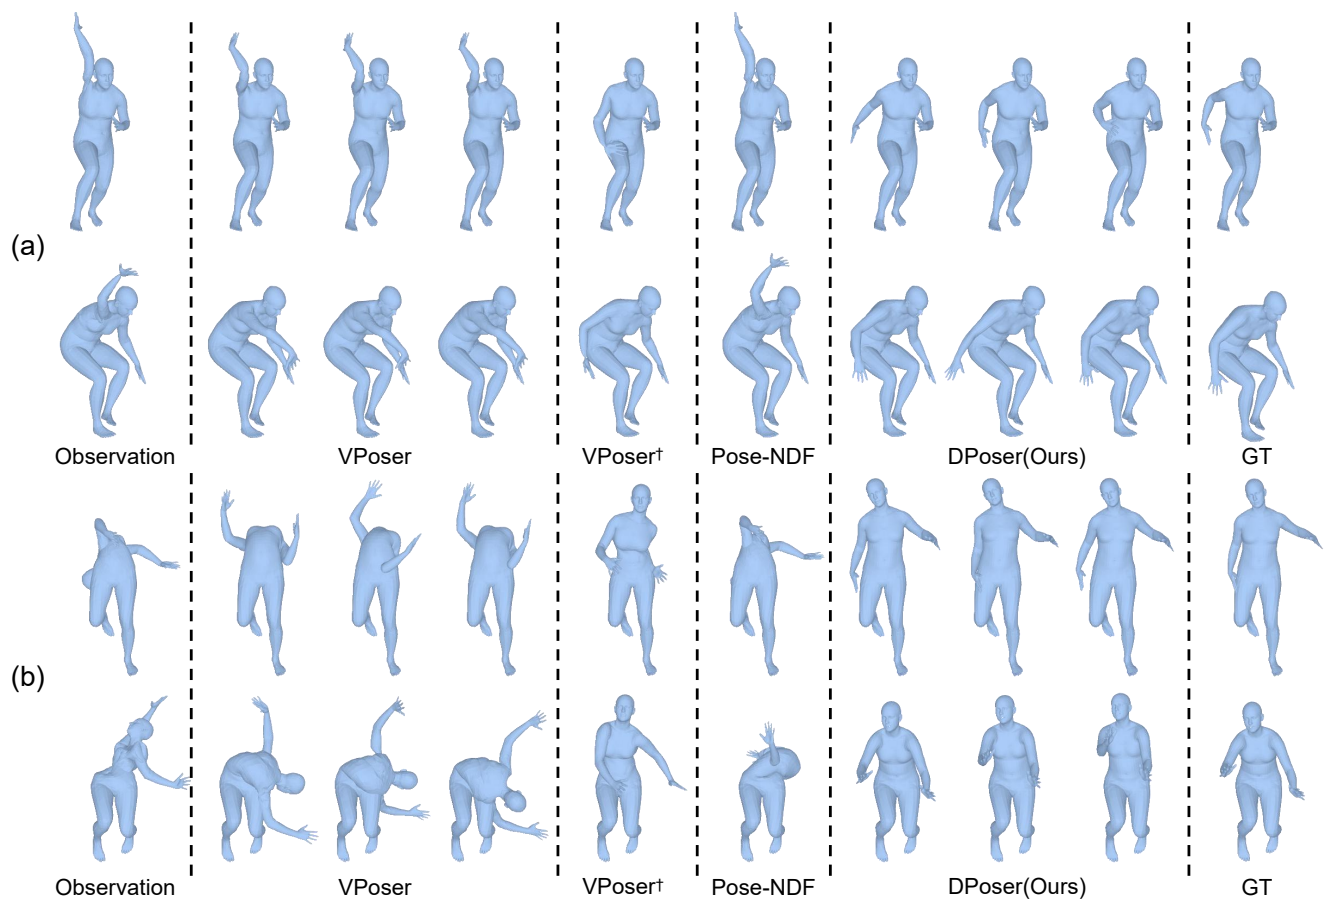 (a)
Observation VPoser VPoser† Pose-NDF DPoser(Ours) GT
(b)
Observation VPoser VPoser† Pose-NDF DPoser(Ours) GT